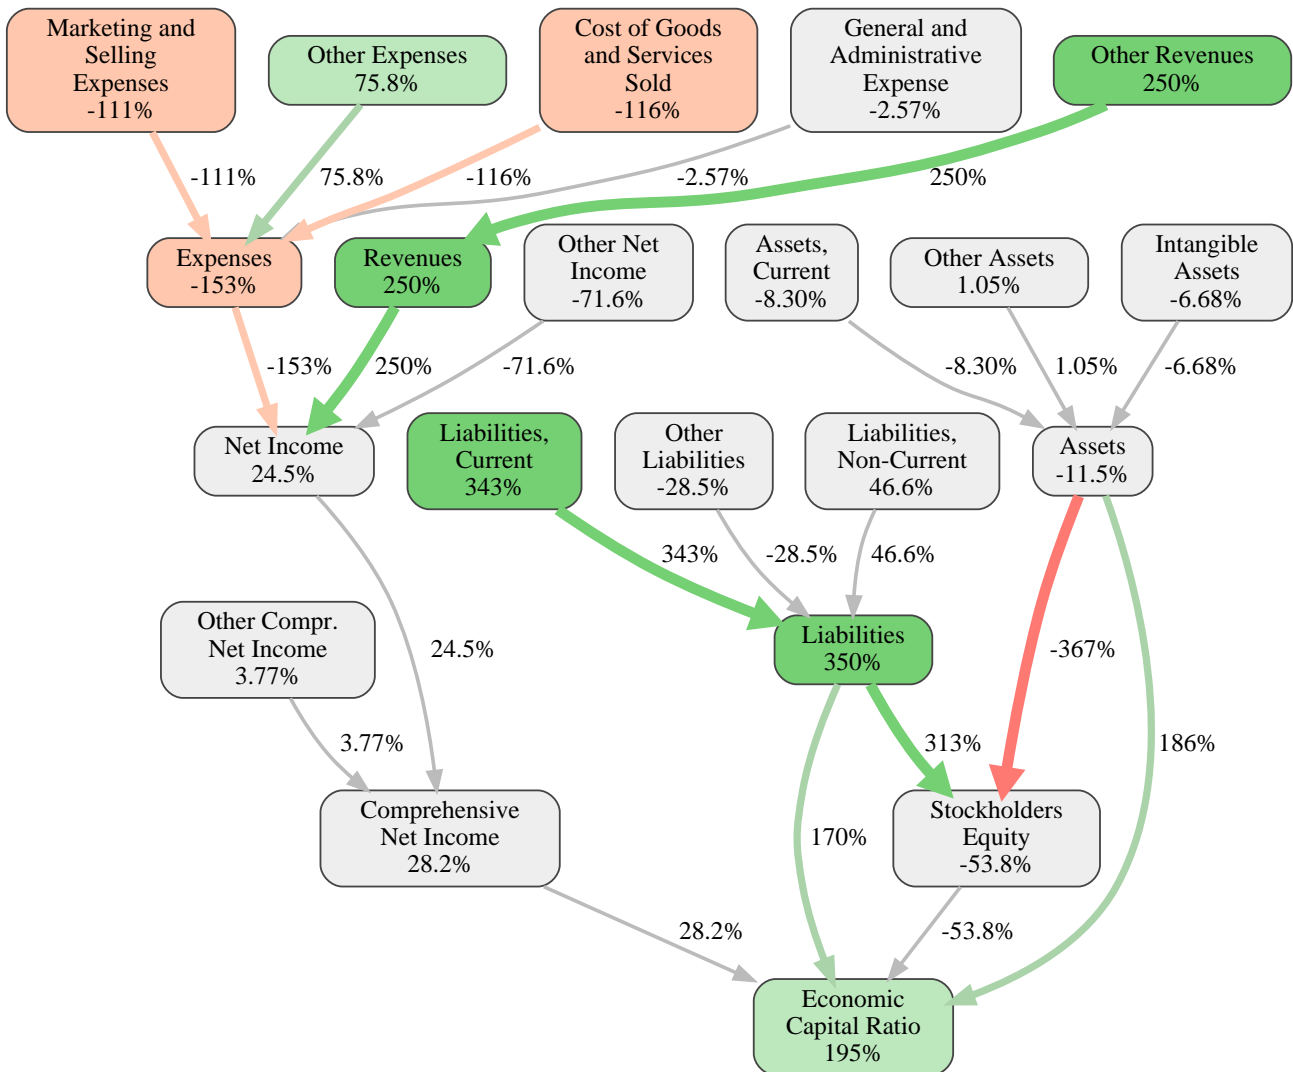 Marketing and
Selling
Expenses
-111%
Other Expenses
75.8%
Cost of Goods
and Services
Sold
-116%
General and
Administrative
Expense
-2.57%
Other Revenues
250%
-111%
75.8%
-116%
-2.57%
250%
Expenses
-153%
Revenues
250%
Other Net
Income
-71.6%
Assets,
Current
-8.30%
Other Assets
1.05%
Intangible
Assets
-6.68%
-153%
250%
-71.6%
-8.30%
1.05%
-6.68%
Net Income
24.5%
Liabilities,
Current
343%
Other
Liabilities
-28.5%
Liabilities,
Non-Current
46.6%
Assets
-11.5%
343%
-28.5%
46.6%
Other Compr.
Net Income
3.77%
24.5%
Liabilities
350%
-367%
3.77%
313%
186%
Comprehensive
Net Income
28.2%
170%
Stockholders
Equity
-53.8%
28.2%
-53.8%
Economic
Capital Ratio
195%